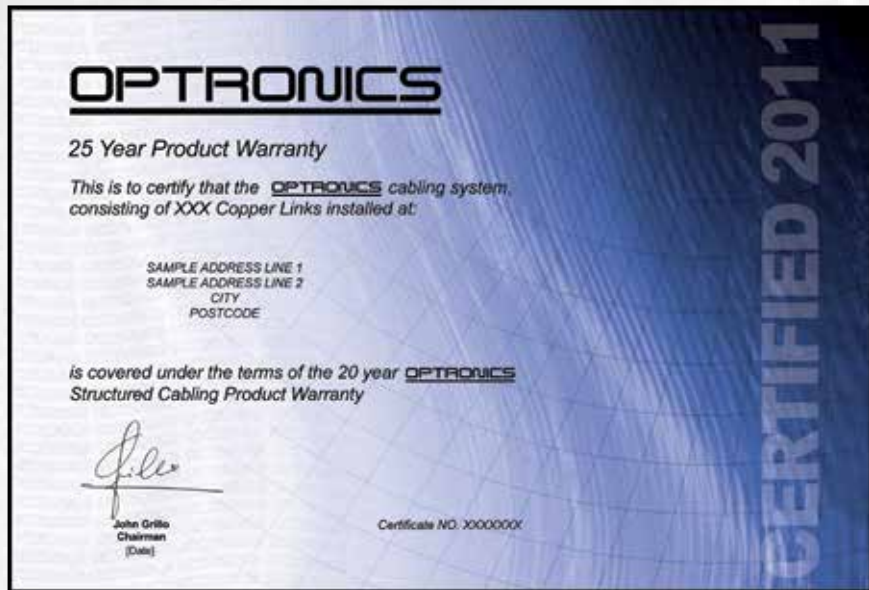 OPTRONICS
25 Year Product Warranty
This is to certify that the OPTRONICS cabling system,
consisting of XXX Copper Links installed at:
SAMPLE ADDRESS LINE 1
SAMPLE ADDRESS LINE 2
CITY
POSTCODE
is covered under the terms of the 20 year OPTRONICS
Structured Cabling Product Warranty
John Grillo
Chairman
[Date]
Certificate NO. XXXXXXX
CERTIFIED 2011